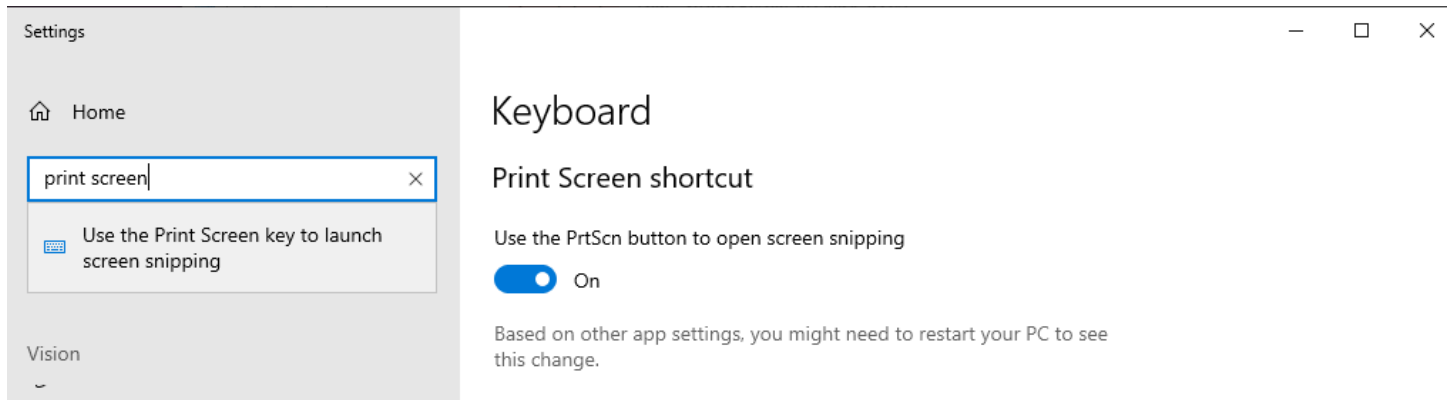 Settings
Home
print screen
Use the Print Screen key to launch
screen snipping
Vision
Keyboard
Print Screen shortcut
Use the PrtScn button to open screen snipping
On
Based on other app settings, you might need to restart your PC to see
this change.